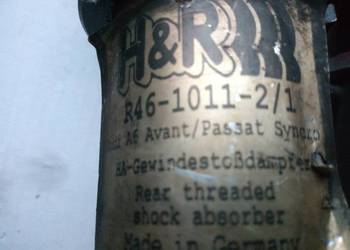 H&R
R46-1011-2/1
A6 Avant/Passat Syncro
HA-Gewindestoßdämpfer
Rear threaded
shock absorber
Made in Germany